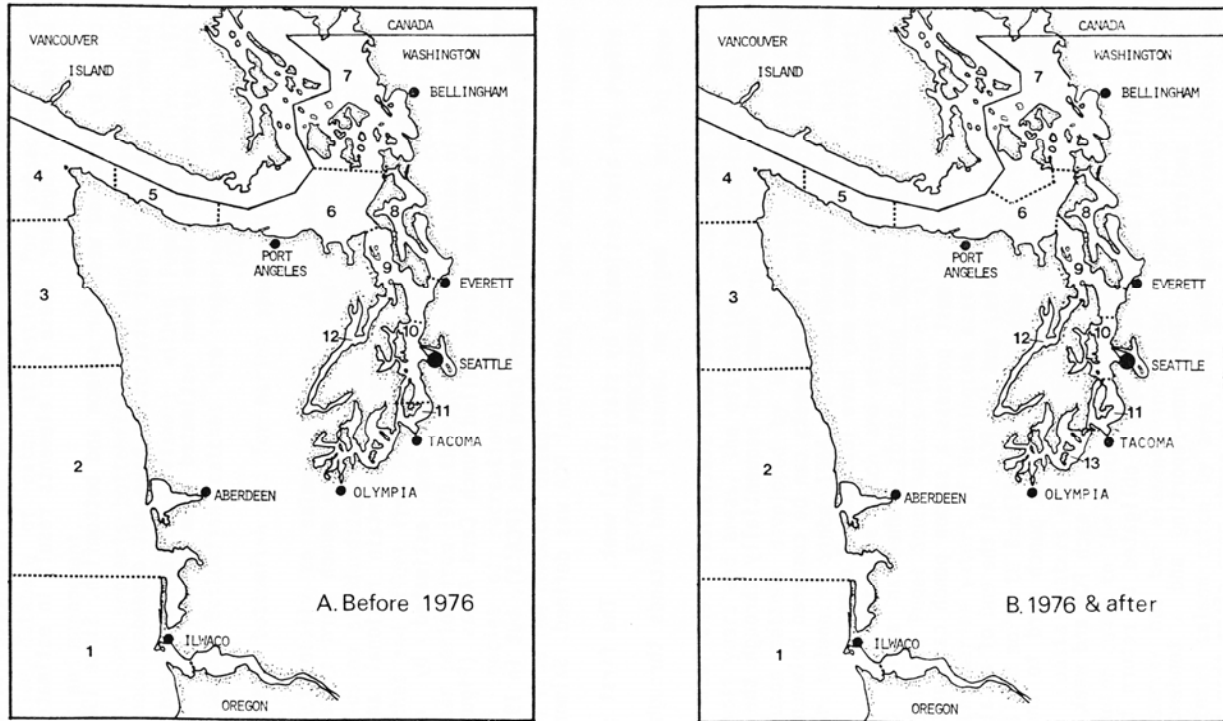 CANADA
VANCOUVER
WASHINGTON
ISLAND
7
BELLINGHAM
4
5
6
8
PORT
ANGELES
9
EVERETT
3
12
10
SEATTLE
11
TACOMA
2
ABERDEEN
OLYMPIA
A. Before 1976
ILWACO
1
OREGON
CANADA
VANCOUVER
WASHINGTON
ISLAND
7
BELLINGHAM
4
5
6
8
PORT
ANGELES
9
EVERETT
3
12
10
SEATTLE
11
TACOMA
13
2
ABERDEEN
OLYMPIA
B. 1976 & after
ILWACO
1
OREGON